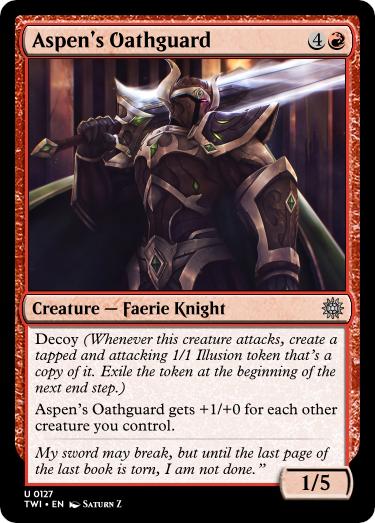 Aspen's Oathguard 4
Creature — Faerie Knight
Decoy (Whenever this creature attacks, create a
tapped and attacking 1/1 Illusion token that's a
copy of it. Exile the token at the beginning of the
next end step.)
Aspen's Oathguard gets +1/+0 for each other
creature you control.
My sword may break, but until the last page of
the last book is torn, I am not done."
1/5
U 0127
TWI • EN Saturn Z